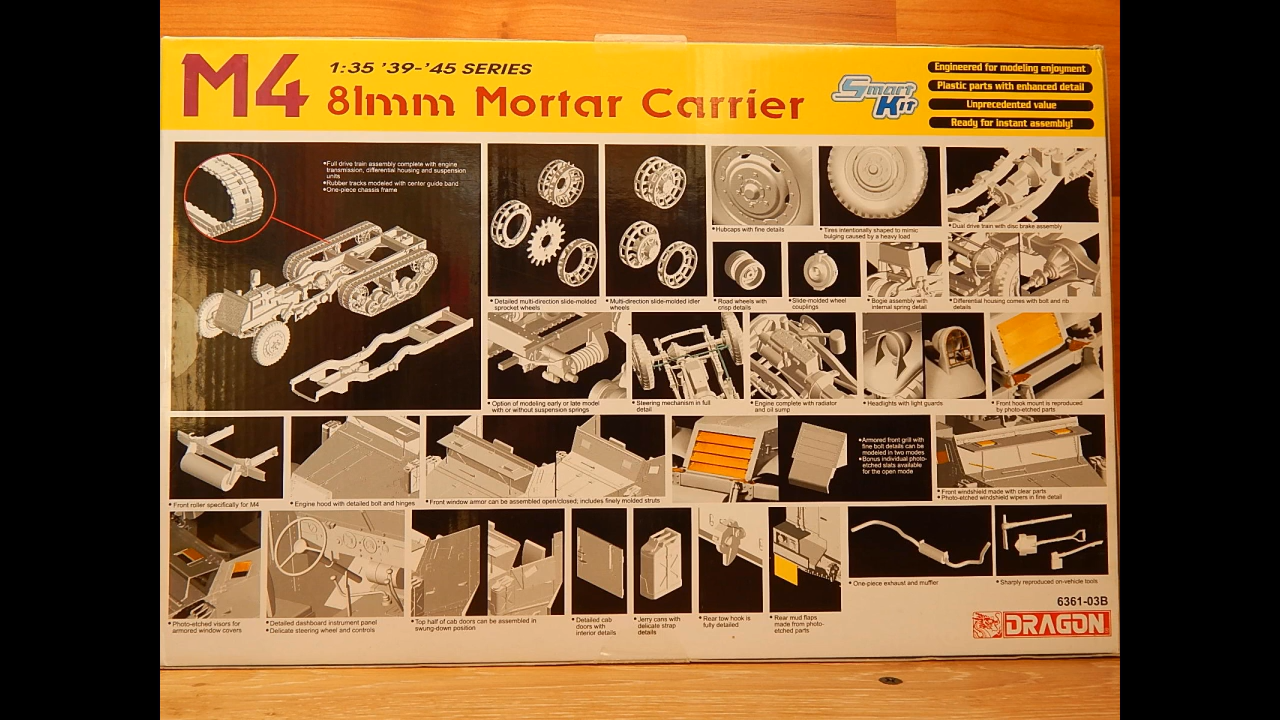 M4
1:35 '39-'45 SERIES
81mm Mortar Carrier
Smart
Kit
Engineered for modeling enjoyment
Plastic parts with enhanced detail
Unprecedented value
Ready for instant assembly!
•Full drive train assembly complete with engine
transmission, differential housing and suspension
units
•Rubber tracks modeled with center guide band
•One-piece chassis frame
•Detailed multi-direction slide-molded
sprocket wheels
•Multi-direction slide-molded idler
wheels
•Hubcaps with fine details
•Tires intentionally shaped to mimic
bulging caused by a heavy load
•Dual drive train with disc brake assembly
•Road wheels with
crisp details
•Slide-molded wheel
couplings
•Bogie assembly with
internal spring detail
•Differential housing comes with bolt and rib
details
•Option of modeling early or late model
with or without suspension springs
•Steering mechanism in full
detail
•Engine complete with radiator
and oil sump
•Headlights with light guards
•Front hook mount is reproduced
by photo-etched parts
•Front roller specifically for M4
•Engine hood with detailed bolt and hinges
•Front window armor can be assembled open/closed; includes finely molded struts
•Armored front grill with
fine bolt details can be
modeled in two modes
•Bonus individual photo-
etched slats available
for the open mode
•Front windshield made with clear parts
•Photo-etched windshield wipers in fine detail
•Photo-etched visors for
armored window covers
•Detailed dashboard instrument panel
•Delicate steering wheel and controls
•Top half of cab doors can be assembled in
swung-down position
•Detailed cab
doors with
interior details
•Jerry cans with
delicate strap
details
•Rear tow hook is
fully detailed
•Rear mud flaps
made from photo-
etched parts
•One-piece exhaust and muffler
•Sharply reproduced on-vehicle tools
6361-03B
DRAGON